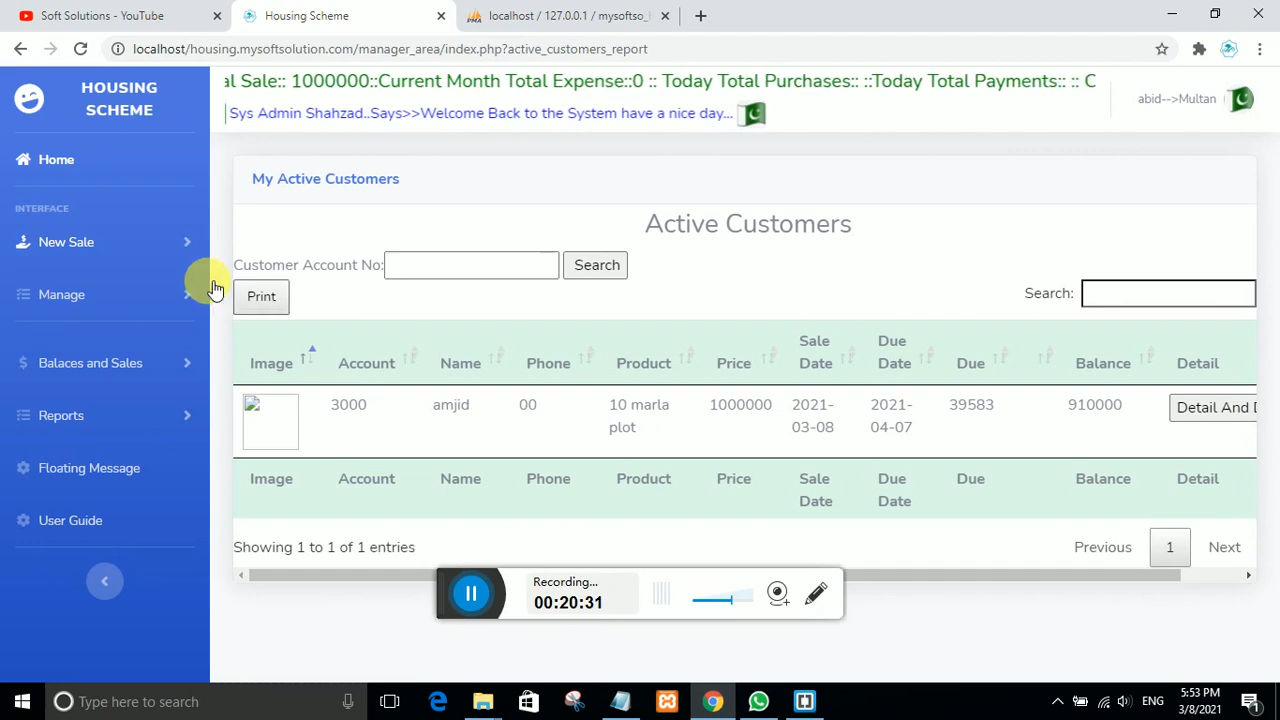 Soft Solutions - YouTube
Housing Scheme
localhost / 127.0.0.1 / mysoftso_
localhost/housing.mysoftsolution.com/manager_area/index.php?active_customers_report
HOUSING
SCHEME
al Sale:: 1000000::Current Month Total Expense::0 :: Today Total Purchases:: ::Today Total Payments:: :: C
Sys Admin Shahzad..Says>>Welcome Back to the System have a nice day...
abid-->Multan
Home
INTERFACE
New Sale
Manage
Balaces and Sales
Reports
Floating Message
User Guide
My Active Customers
Active Customers
Customer Account No:
Search
Print
Search:
Image
Account
Name
Phone
Product
Price
Sale
Date
Due
Date
Due
Balance
Detail
3000
amjid
00
10 marla
plot
1000000
2021-
03-08
2021-
04-07
39583
910000
Detail And D
Image
Account
Name
Phone
Product
Price
Sale
Date
Due
Date
Due
Balance
Detail
Showing 1 to 1 of 1 entries
Previous
1
Next
Recording...
00:20:31
Type here to search
ENG
5:53 PM
3/8/2021
1